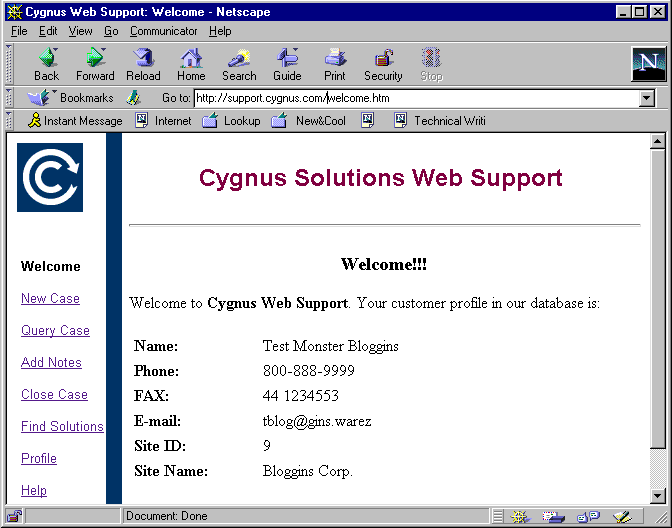 Cygnus Web Support: Welcome - Netscape
File Edit View Go Communicator Help
Back Forward Reload Home Search Guide Print Security Stop
N
Bookmarks Go to: http://support.cygnus.com/welcome.htm
Instant Message Internet Lookup New&Cool Technical Writi
Cygnus Solutions Web Support
Welcome
New Case
Query Case
Add Notes
Close Case
Find Solutions
Profile
Help
Welcome!!!
Welcome to Cygnus Web Support. Your customer profile in our database is:
Name: Test Monster Bloggins
Phone: 800-888-9999
FAX: 44 1234553
E-mail: tblog@gins.warez
Site ID: 9
Site Name: Bloggins Corp.
Document: Done